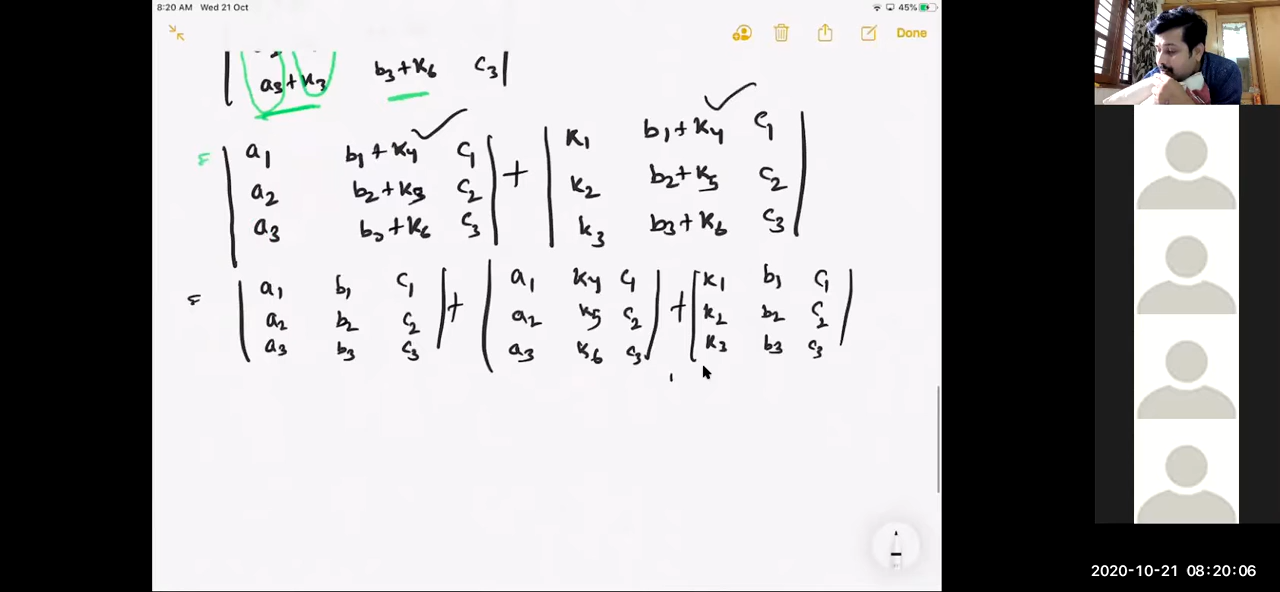 8:20 AM Wed 21 Oct
45%
Done
a3+k3 b3+k6 c3
a1 b1+k4 c1 + k1 b1+k4 c1
a2 b2+k5 c2 k2 b2+k5 c2
a3 b3+k6 c3 k3 b3+k6 c3
= a1 b1 c1 + a1 k4 c1 + k1 b1 c1
a2 b2 c2 a2 k5 c2 k2 b2 c2
a3 b3 c3 a3 k6 c3 k3 b3 c3
2020-10-21 08:20:06